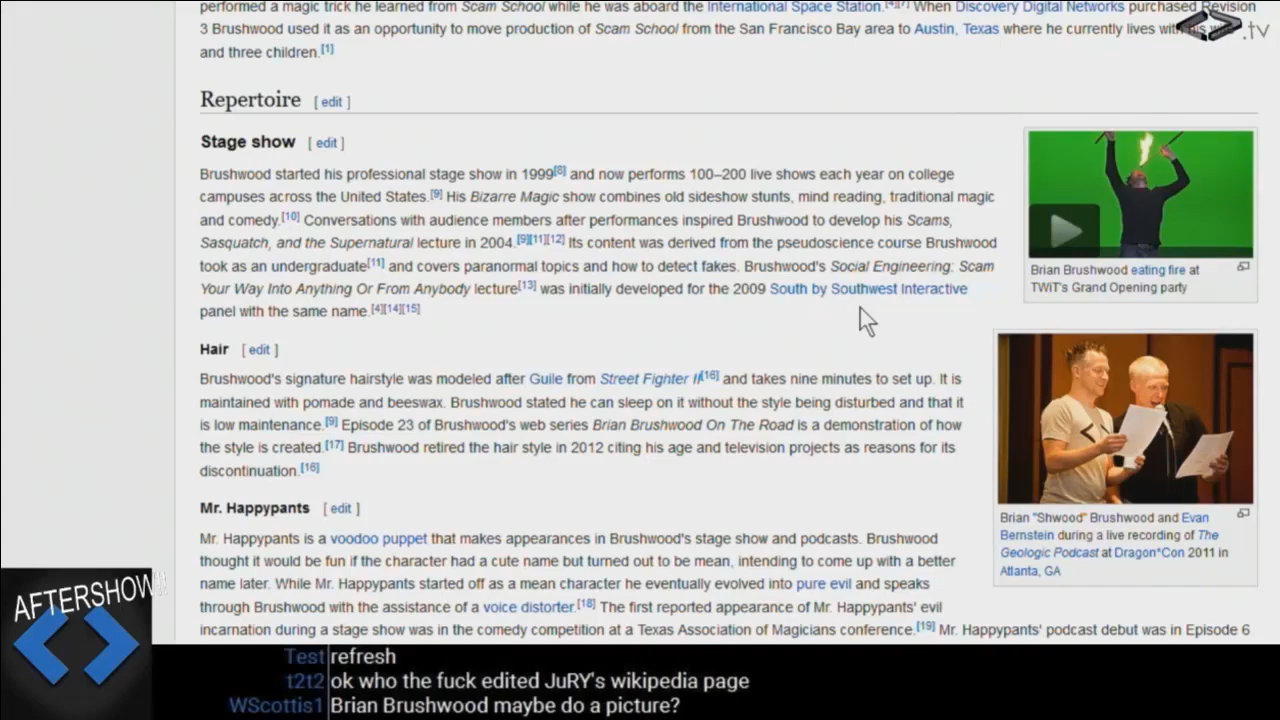 performed a magic trick he learned from Scam School while he was aboard the International Space Station.[4][7] When Discovery Digital Networks purchased Revision
3 Brushwood used it as an opportunity to move production of Scam School from the San Francisco Bay area to Austin, Texas where he currently lives with his wife
and three children.[1]
.tv
Repertoire [ edit ]
Stage show [ edit ]
Brushwood started his professional stage show in 1999[8] and now performs 100–200 live shows each year on college
campuses across the United States.[9] His Bizarre Magic show combines old sideshow stunts, mind reading, traditional magic
and comedy.[10] Conversations with audience members after performances inspired Brushwood to develop his Scams,
Sasquatch, and the Supernatural lecture in 2004.[9][11][12] Its content was derived from the pseudoscience course Brushwood
took as an undergraduate[11] and covers paranormal topics and how to detect fakes. Brushwood's Social Engineering: Scam
Your Way Into Anything Or From Anybody lecture[13] was initially developed for the 2009 South by Southwest Interactive
panel with the same name.[4][14][15]
Brian Brushwood eating fire at
TWiT's Grand Opening party
Hair [ edit ]
Brushwood's signature hairstyle was modeled after Guile from Street Fighter II[16] and takes nine minutes to set up. It is
maintained with pomade and beeswax. Brushwood stated he can sleep on it without the style being disturbed and that it
is low maintenance.[9] Episode 23 of Brushwood's web series Brian Brushwood On The Road is a demonstration of how
the style is created.[17] Brushwood retired the hair style in 2012 citing his age and television projects as reasons for its
discontinuation.[16]
Brian "Shwood" Brushwood and Evan
Bernstein during a live recording of The
Geologic Podcast at Dragon*Con 2011 in
Atlanta, GA
Mr. Happypants [ edit ]
Mr. Happypants is a voodoo puppet that makes appearances in Brushwood's stage show and podcasts. Brushwood
thought it would be fun if the character had a cute name but turned out to be mean, intending to come up with a better
name later. While Mr. Happypants started off as a mean character he eventually evolved into pure evil and speaks
through Brushwood with the assistance of a voice distorter.[18] The first reported appearance of Mr. Happypants' evil
incarnation during a stage show was in the comedy competition at a Texas Association of Magicians conference.[19] Mr. Happypants' podcast debut was in Episode 6
AFTERSHOW!
Test refresh
t2t2 ok who the fuck edited JuRY's wikipedia page
WScottis1 Brian Brushwood maybe do a picture?